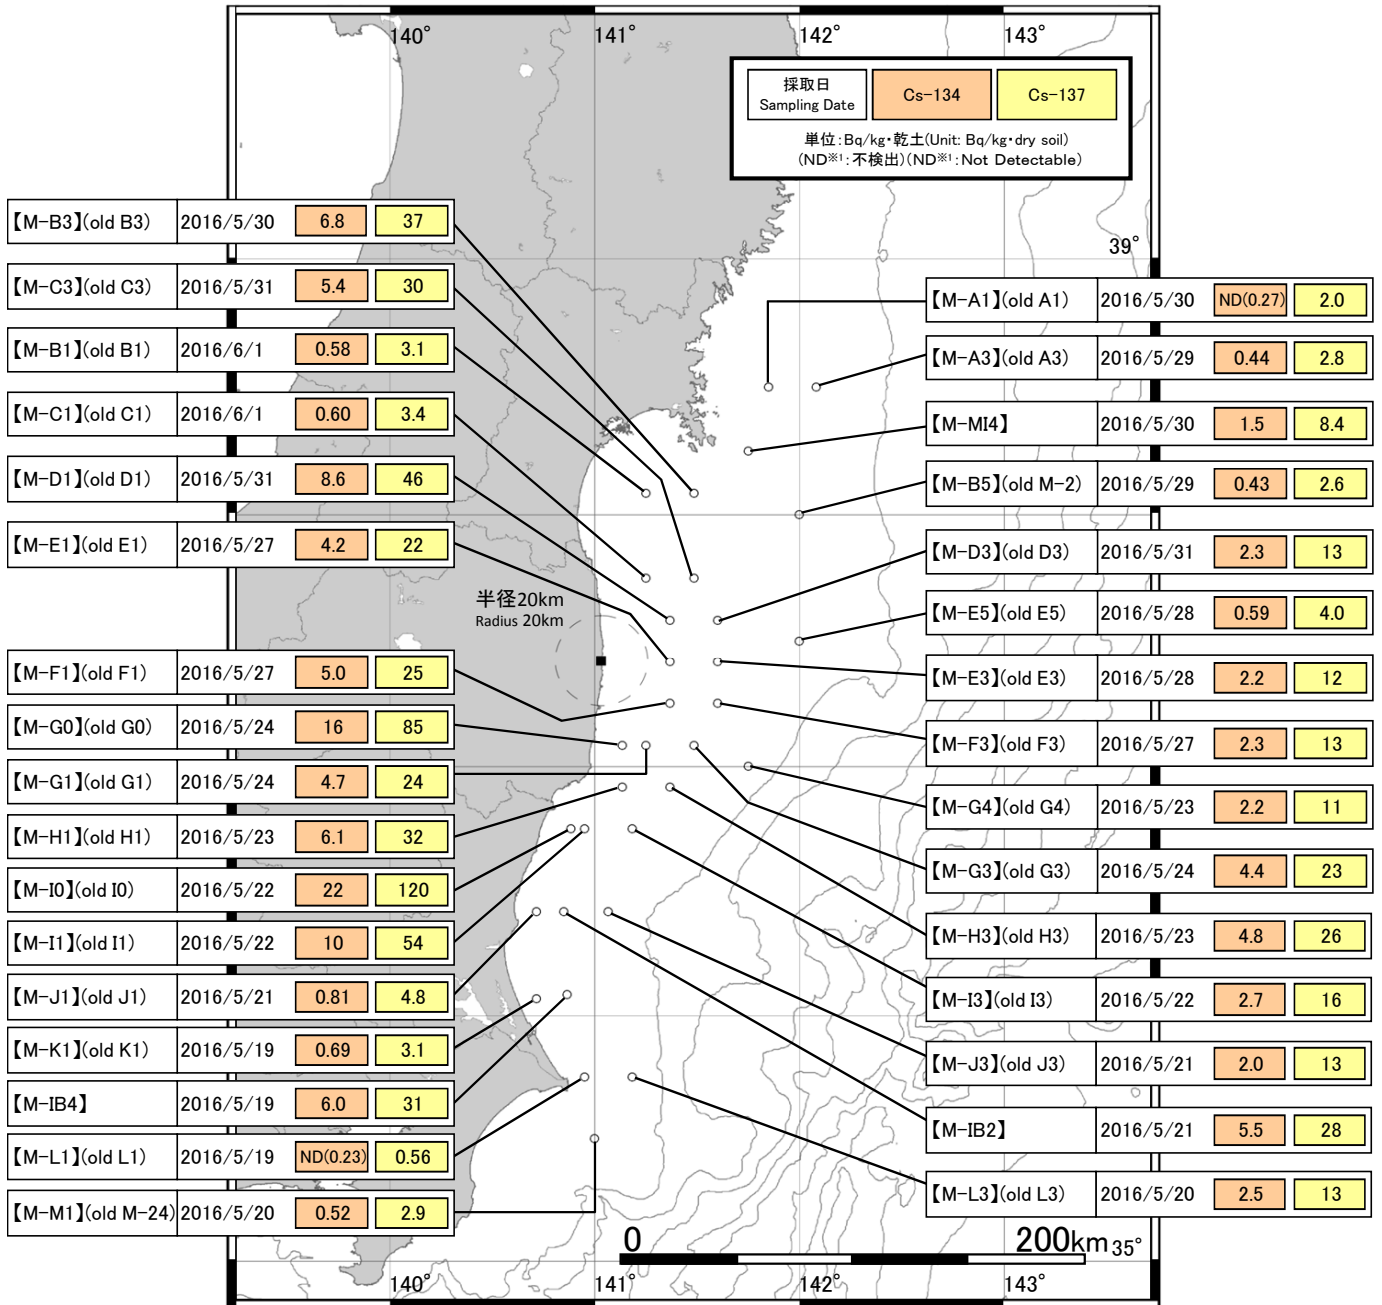 140°
141°
142°
143°
採取日
Sampling Date
Cs-134
Cs-137
単位:Bq/kg・乾土(Unit: Bq/kg・dry soil)
(ND※1:不検出)(ND※1:Not Detectable)
39°
【M-B3】(old B3) 2016/5/30 6.8 37
【M-C3】(old C3) 2016/5/31 5.4 30
【M-B1】(old B1) 2016/6/1 0.58 3.1
【M-C1】(old C1) 2016/6/1 0.60 3.4
【M-D1】(old D1) 2016/5/31 8.6 46
【M-E1】(old E1) 2016/5/27 4.2 22
半径20km
Radius 20km
【M-F1】(old F1) 2016/5/27 5.0 25
【M-G0】(old G0) 2016/5/24 16 85
【M-G1】(old G1) 2016/5/24 4.7 24
【M-H1】(old H1) 2016/5/23 6.1 32
【M-I0】(old I0) 2016/5/22 22 120
【M-I1】(old I1) 2016/5/22 10 54
【M-J1】(old J1) 2016/5/21 0.81 4.8
【M-K1】(old K1) 2016/5/19 0.69 3.1
【M-IB4】 2016/5/19 6.0 31
【M-L1】(old L1) 2016/5/19 ND(0.23) 0.56
【M-M1】(old M-24) 2016/5/20 0.52 2.9
【M-A1】(old A1) 2016/5/30 ND(0.27) 2.0
【M-A3】(old A3) 2016/5/29 0.44 2.8
【M-MI4】 2016/5/30 1.5 8.4
【M-B5】(old M-2) 2016/5/29 0.43 2.6
【M-D3】(old D3) 2016/5/31 2.3 13
【M-E5】(old E5) 2016/5/28 0.59 4.0
【M-E3】(old E3) 2016/5/28 2.2 12
【M-F3】(old F3) 2016/5/27 2.3 13
【M-G4】(old G4) 2016/5/23 2.2 11
【M-G3】(old G3) 2016/5/24 4.4 23
【M-H3】(old H3) 2016/5/23 4.8 26
【M-I3】(old I3) 2016/5/22 2.7 16
【M-J3】(old J3) 2016/5/21 2.0 13
【M-IB2】 2016/5/21 5.5 28
【M-L3】(old L3) 2016/5/20 2.5 13
0
200km
35°
140°
141°
142°
143°